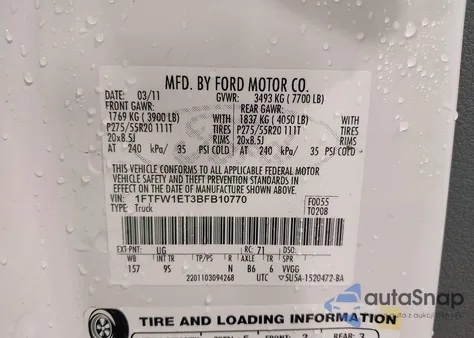 MFD. BY FORD MOTOR CO.
DATE: 03/11 GVWR: 3493 KG ( 7700 LB)
FRONT GAWR: REAR GAWR:
1769 KG ( 3900 LB) WITH 1837 KG ( 4050 LB) WITH
P275/55R20 111T TIRES P275/55R20 111T TIRES
20x8.5J RIMS 20x8.5J RIMS
AT 240 kPa/ 35 PSI COLD AT 240 kPa/ 35 PSI COLD
THIS VEHICLE CONFORMS TO ALL APPLICABLE FEDERAL MOTOR
VEHICLE SAFETY AND THEFT PREVENTION STANDARDS IN EFFECT ON THE
DATE OF MANUFACTURE SHOWN ABOVE.
VIN: 1FTFW1ET3BFB10770 F0055
TYPE: Truck T0208
EXT PNT: UG RC: 71 DSO:
WB INT TR TP/PS R AXLE TR SPR
157 9S N B6 6 VVGG
2201103094268 UTC 5U5A-1520472-BA
autoSnap
TIRE AND LOADING INFORMATION